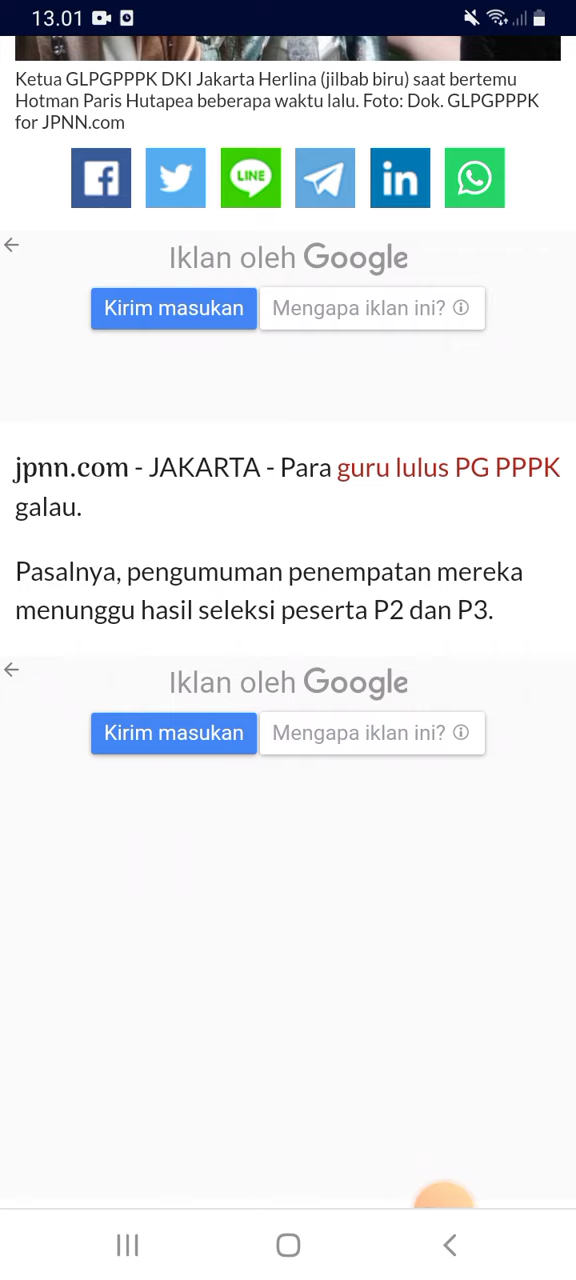 13.01
Ketua GLPGPPPK DKI Jakarta Herlina (jilbab biru) saat bertemu
Hotman Paris Hutapea beberapa waktu lalu. Foto: Dok. GLPGPPPK
for JPNN.com
LINE
in
Iklan oleh Google
Kirim masukan Mengapa iklan ini?
jpnn.com - JAKARTA - Para guru lulus PG PPPK
galau.
Pasalnya, pengumuman penempatan mereka
menunggu hasil seleksi peserta P2 dan P3.
Iklan oleh Google
Kirim masukan Mengapa iklan ini?